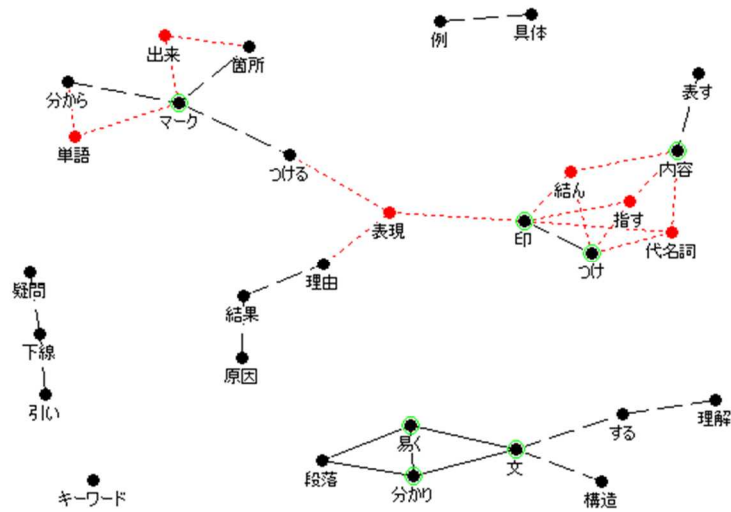 例
具体
出来
箇所
表す
分から
マーク
単語
つける
内容
結ん
指す
表現
印
代名詞
つけ
理由
疑問
結果
下線
原因
引い
理解
する
易く
文
段落
分かり
構造
キーワード